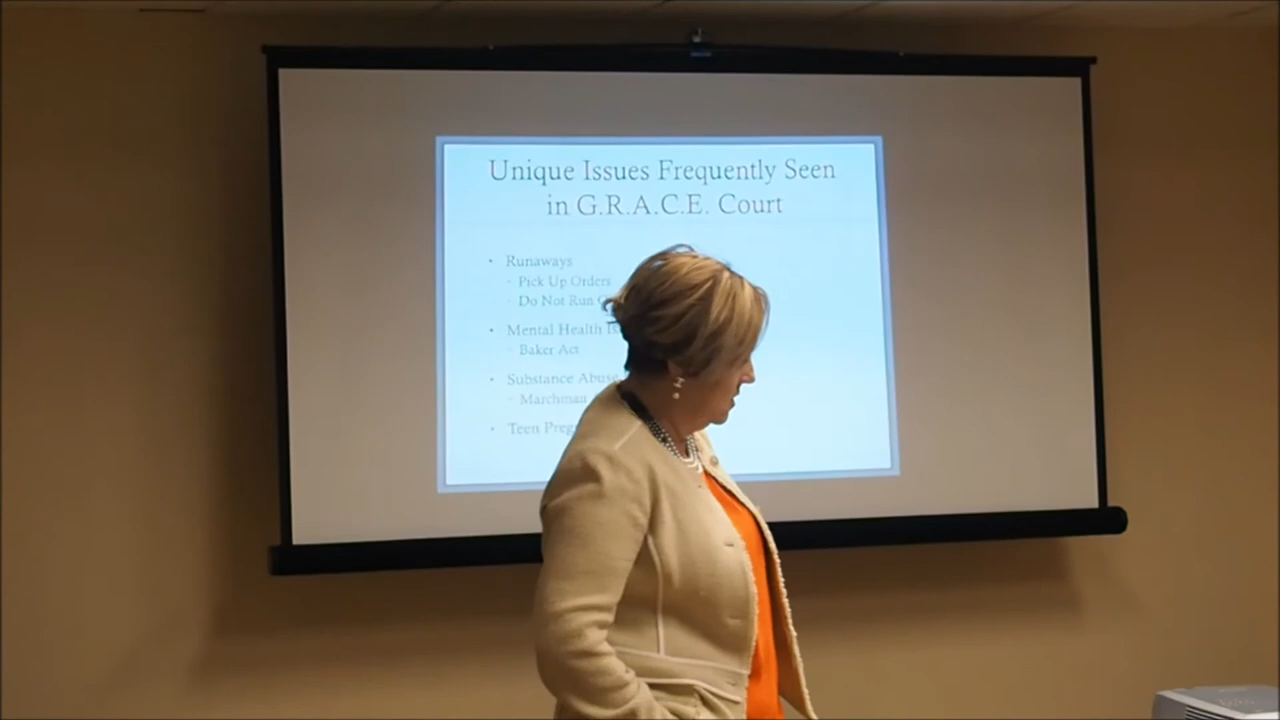 Unique Issues Frequently Seen
in G.R.A.C.E. Court
• Runaways
- Pick Up Orders
- Do Not Run
• Mental Health
- Baker Act
• Substance Abuse
- Marchman
• Teen